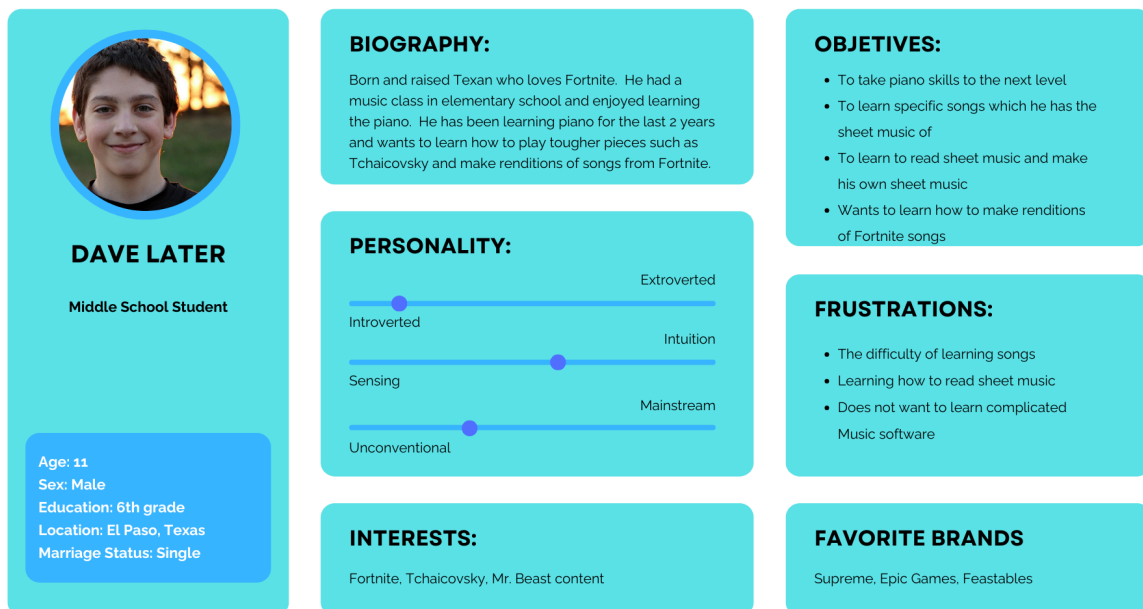 DAVE LATER
Middle School Student
Age: 11
Sex: Male
Education: 6th grade
Location: El Paso, Texas
Marriage Status: Single
BIOGRAPHY:
Born and raised Texan who loves Fortnite.  He had a
music class in elementary school and enjoyed learning
the piano.  He has been learning piano for the last 2 years
and wants to learn how to play tougher pieces such as
Tchaicovsky and make renditions of songs from Fortnite.
PERSONALITY:
Extroverted
Introverted
Intuition
Sensing
Mainstream
Unconventional
INTERESTS:
Fortnite, Tchaicovsky, Mr. Beast content
OBJETIVES:
• To take piano skills to the next level
• To learn specific songs which he has the
sheet music of
• To learn to read sheet music and make
his own sheet music
• Wants to learn how to make renditions
of Fortnite songs
FRUSTRATIONS:
• The difficulty of learning songs
• Learning how to read sheet music
• Does not want to learn complicated
Music software
FAVORITE BRANDS
Supreme, Epic Games, Feastables